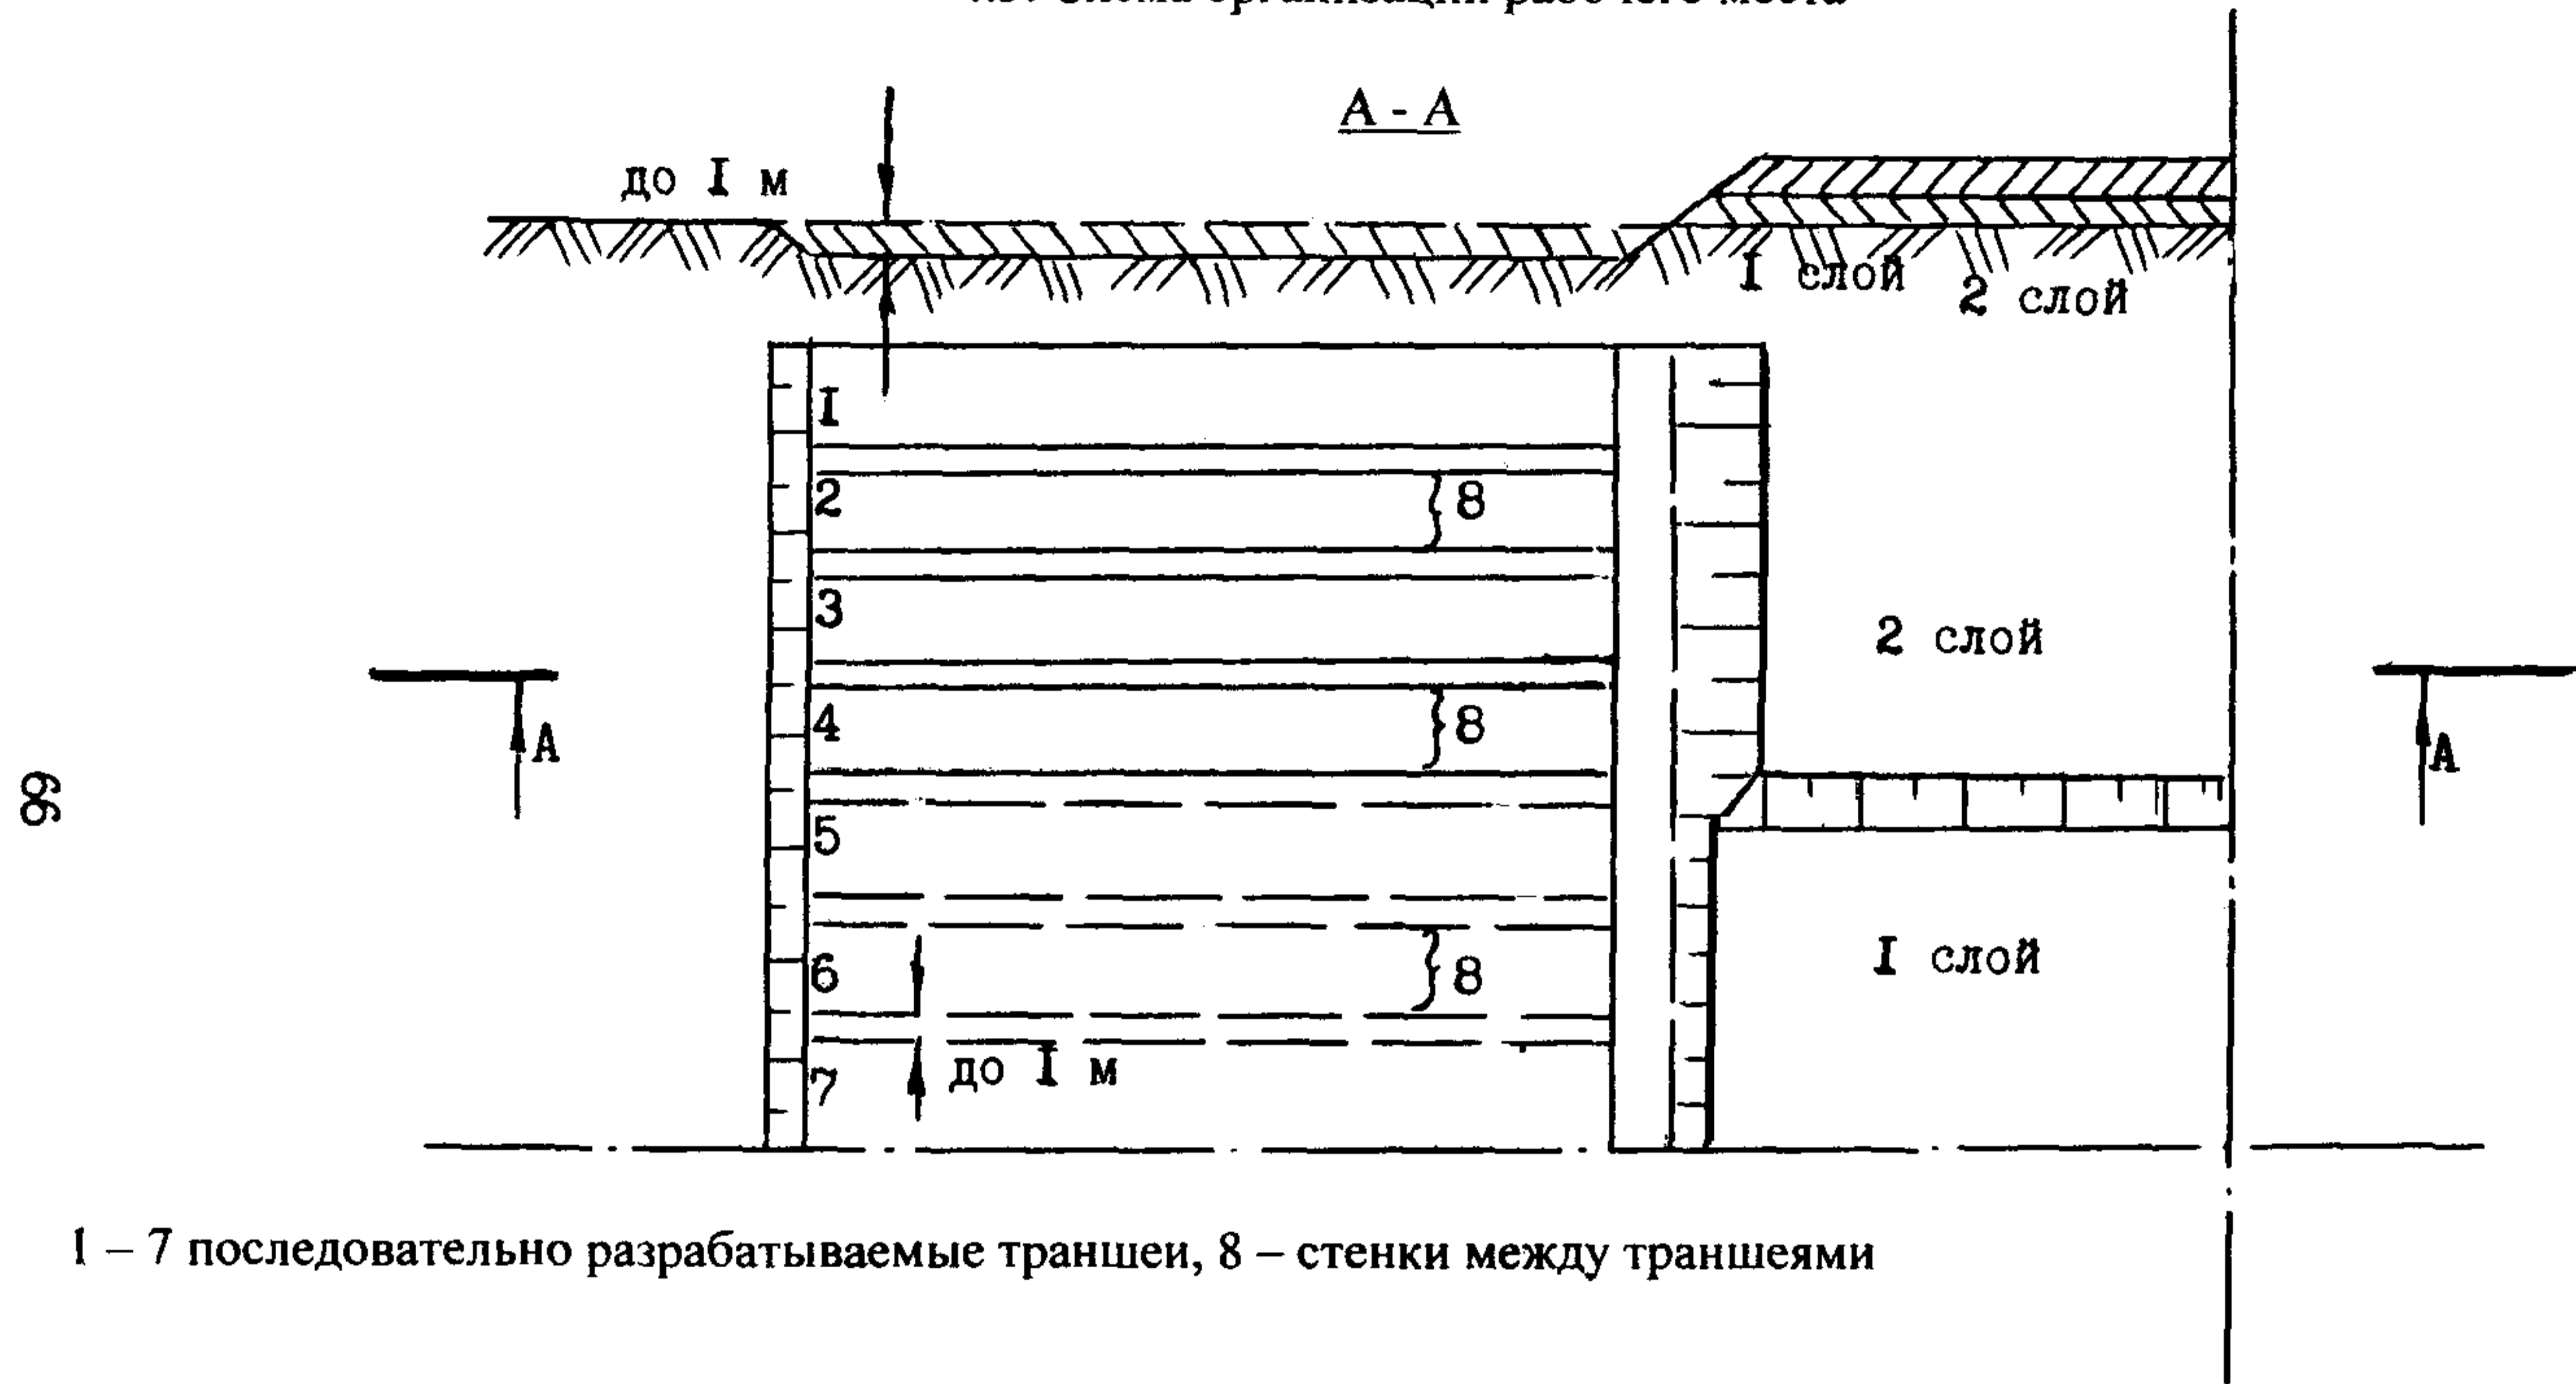 А - А
до I м
I слой
2 слой
I
2
8
3
2 слой
4
8
А
А
99
5
6
8
I слой
до I м
7
1 – 7 последовательно разрабатываемые траншеи, 8 – стенки между траншеями